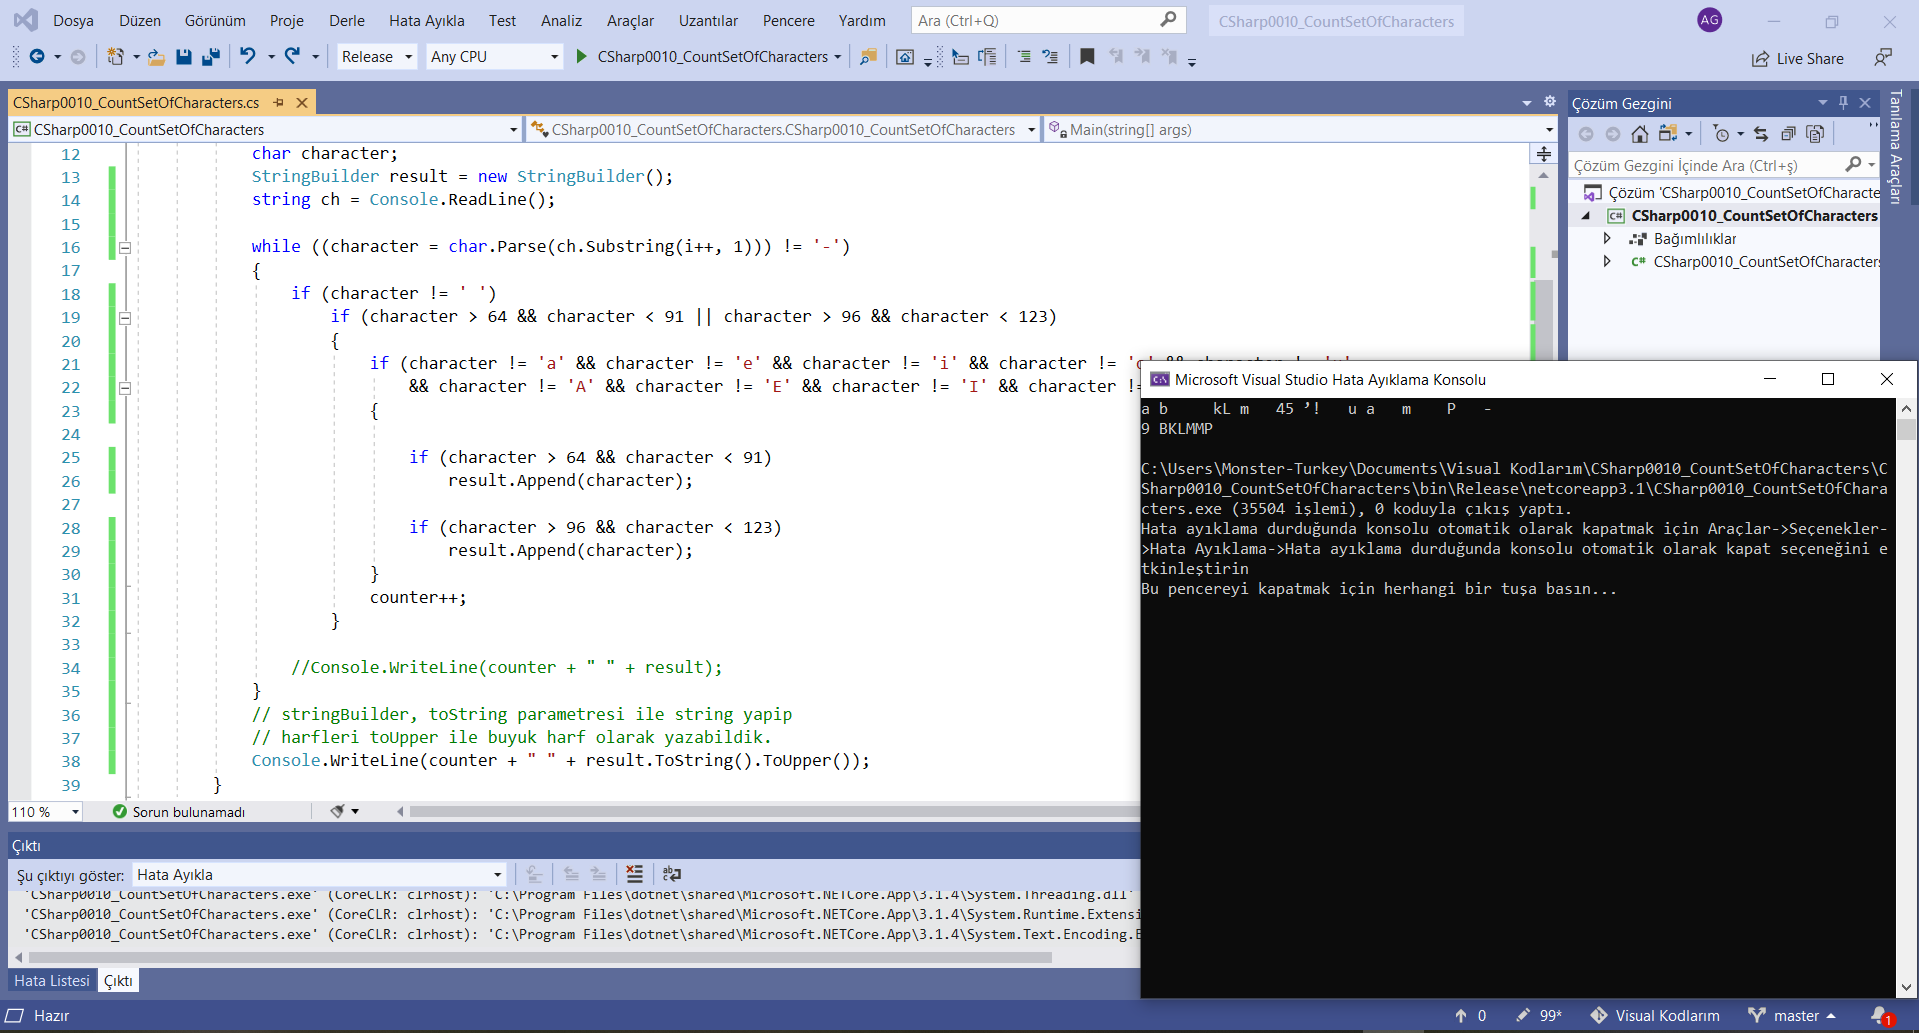 Dosya Düzen Görünüm Proje Derle Hata Ayıkla Test Analiz Araçlar Uzantılar Pencere Yardım Ara (Ctrl+Q) CSharp0010_CountSetOfCharacters AG
Release Any CPU CSharp0010_CountSetOfCharacters Live Share
CSharp0010_CountSetOfCharacters.cs
C# CSharp0010_CountSetOfCharacters CSharp0010_CountSetOfCharacters.CSharp0010_CountSetOfCharacters Main(string[] args)
12 char character;
13 StringBuilder result = new StringBuilder();
14 string ch = Console.ReadLine();
15
16 while ((character = char.Parse(ch.Substring(i++, 1))) != '-')
17 {
18 if (character != ' ')
19 if (character > 64 && character < 91 || character > 96 && character < 123)
20 {
21 if (character != 'a' && character != 'e' && character != 'i' && character !=
22 && character != 'A' && character != 'E' && character != 'I' && character !=
23 {
24
25 if (character > 64 && character < 91)
26 result.Append(character);
27
28 if (character > 96 && character < 123)
29 result.Append(character);
30 }
31 counter++;
32 }
33
34 //Console.WriteLine(counter + " " + result);
35 }
36 // stringBuilder, toString parametresi ile string yapip
37 // harfleri toUpper ile buyuk harf olarak yazabildik.
38 Console.WriteLine(counter + " " + result.ToString().ToUpper());
39 }
110 % Sorun bulunamadı
Çözüm Gezgini
Çözüm Gezgini İçinde Ara (Ctrl+ş)
Çözüm 'CSharp0010_CountSetOfCharacte
C# CSharp0010_CountSetOfCharacters
Bağımlılıklar
C# CSharp0010_CountSetOfCharacters
Tanılama Araçları
Microsoft Visual Studio Hata Ayıklama Konsolu
a b kL m 45 ’! u a m P -
9 BKLMMP
C:\Users\Monster-Turkey\Documents\Visual Kodlarım\CSharp0010_CountSetOfCharacters\C
Sharp0010_CountSetOfCharacters\bin\Release\netcoreapp3.1\CSharp0010_CountSetOfChara
cters.exe (35504 işlemi), 0 koduyla çıkış yaptı.
Hata ayıklama durduğunda konsolu otomatik olarak kapatmak için Araçlar->Seçenekler-
>Hata Ayıklama->Hata ayıklama durduğunda konsolu otomatik olarak kapat seçeneğini e
tkinleştirin
Bu pencereyi kapatmak için herhangi bir tuşa basın...
Çıktı
Şu çıktıyı göster: Hata Ayıkla
'CSharp0010_CountSetOfCharacters.exe' (CoreCLR: clrhost): 'C:\Program Files\dotnet\shared\Microsoft.NETCore.App\3.1.4\System.Threading.dll'
'CSharp0010_CountSetOfCharacters.exe' (CoreCLR: clrhost): 'C:\Program Files\dotnet\shared\Microsoft.NETCore.App\3.1.4\System.Runtime.Extensi
'CSharp0010_CountSetOfCharacters.exe' (CoreCLR: clrhost): 'C:\Program Files\dotnet\shared\Microsoft.NETCore.App\3.1.4\System.Text.Encoding.E
Hata Listesi Çıktı
Hazır 0 99* Visual Kodlarım master 1